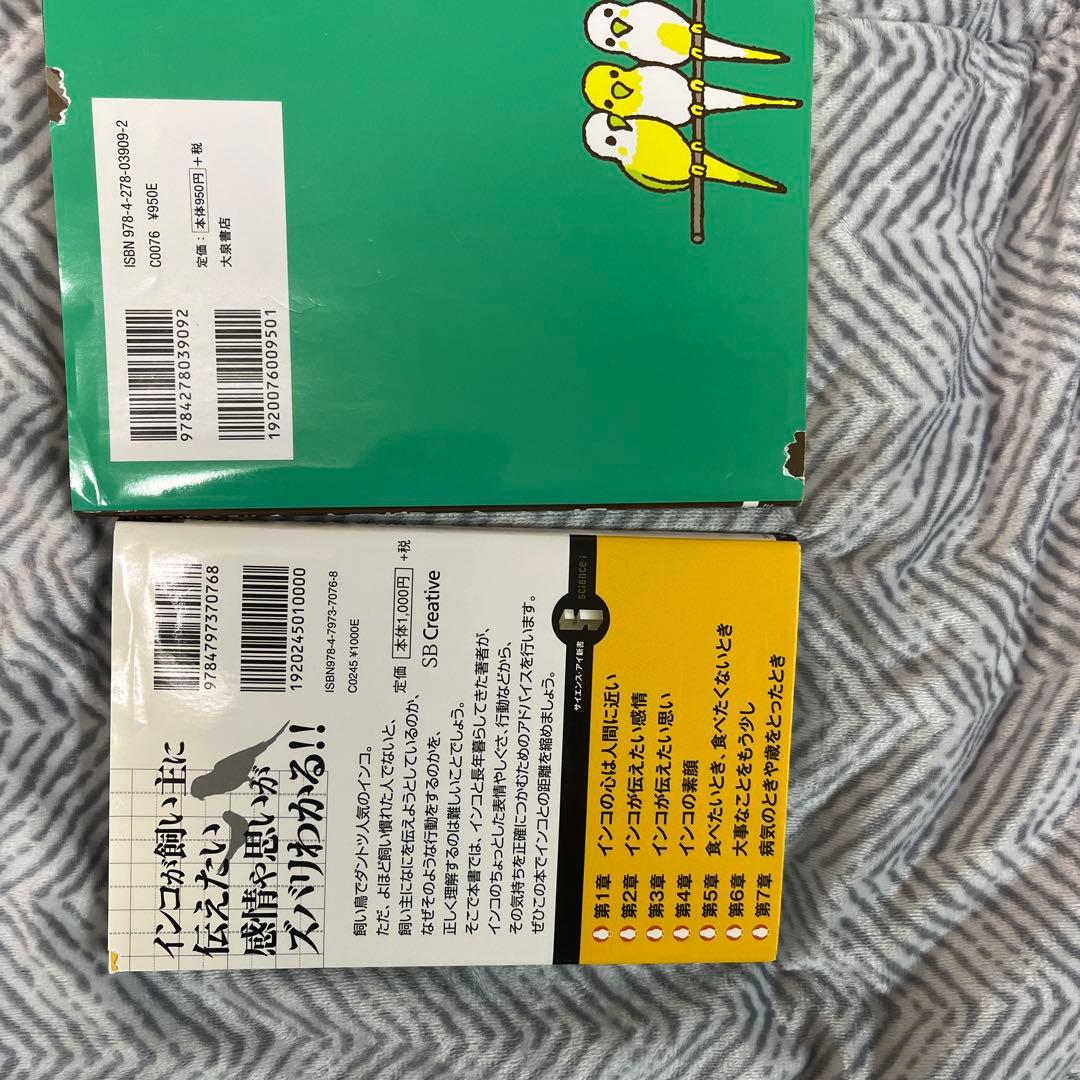 ISBN 978-4-278-03909-2
C0076 ¥950E
定価：本体950円＋税
大泉書店
9784278039092
1920076009501
9784797370768
1920245010000
ISBN978-4-7973-7076-8
C0245 ¥1000E
定価 本体1,000円 ＋税
SB Creative
インコが飼い主に
伝えたい
感情や思いが
ズバリわかる!!
飼い鳥でダントツ人気のインコ。
ただ、よほど飼い慣れた人でないと、
飼い主になにを伝えようとしているのか、
なぜそのような行動をするのかを、
正しく理解するのは難しいことでしょう。
そこで本書では、インコと長年暮らしてきた著者が、
インコのちょっとした表情やしぐさ、行動などから、
その気持ちを正確につかむためのアドバイスを行います。
ぜひこの本でインコとの距離を縮めましょう。
サイエンス・アイ新書
science・i
第1章 インコの心は人間に近い
第2章 インコが伝えたい感情
第3章 インコが伝えたい思い
第4章 インコの素顔
第5章 食べたいとき、食べたくないとき
第6章 大事なことをもう少し
第7章 病気のときや歳をとったとき